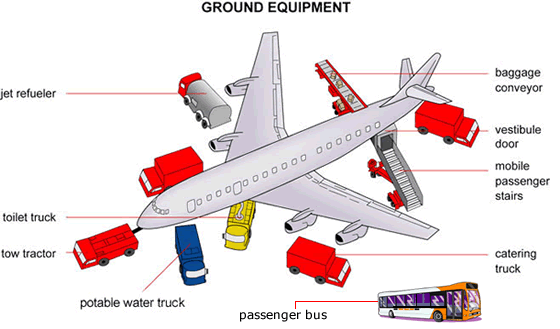 GROUND EQUIPMENT
jet refueler
baggage
conveyor
vestibule
door
mobile
passenger
stairs
toilet truck
tow tractor
catering
truck
potable water truck
passenger bus